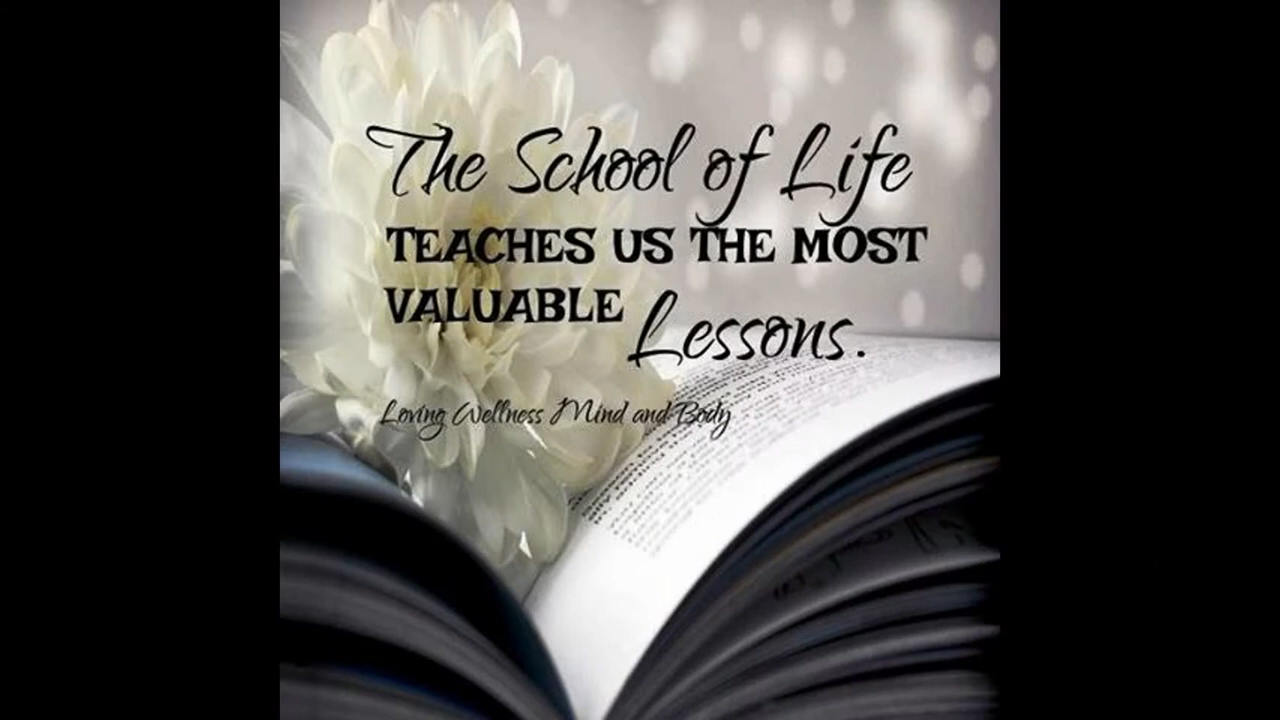 The School of Life
TEACHES US THE MOST
VALUABLE Lessons.
Loving Wellness Mind and Body